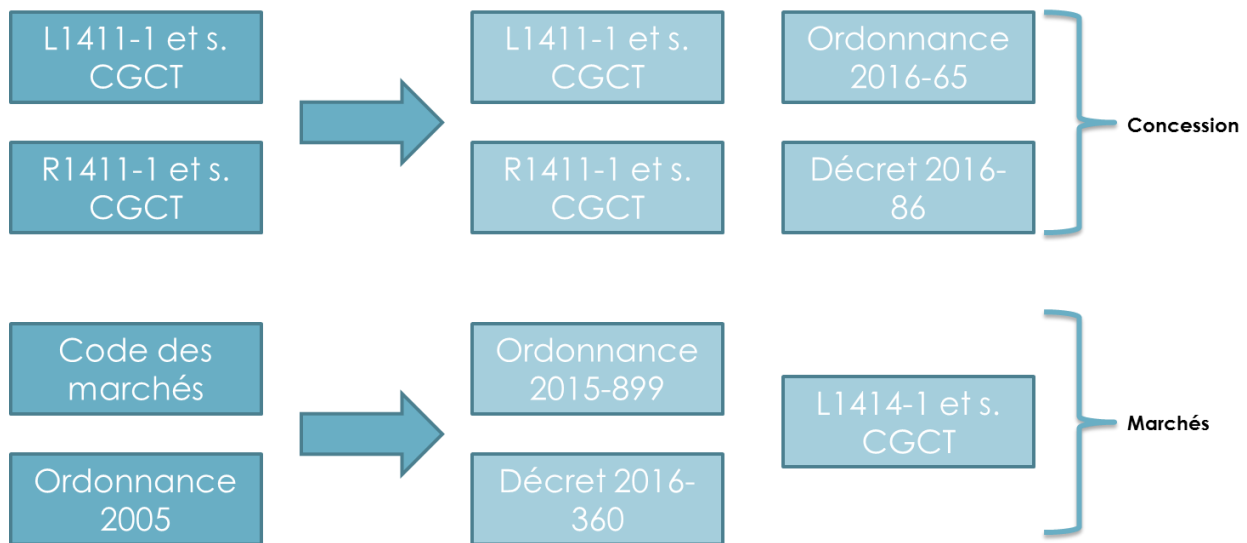 L1411-1 et s.
CGCT
L1411-1 et s.
CGCT
Ordonnance
2016-65
R1411-1 et s.
CGCT
R1411-1 et s.
CGCT
Décret 2016-
86
Concession
Code des
marchés
Ordonnance
2015-899
L1414-1 et s.
CGCT
Ordonnance
2005
Décret 2016-
360
Marchés